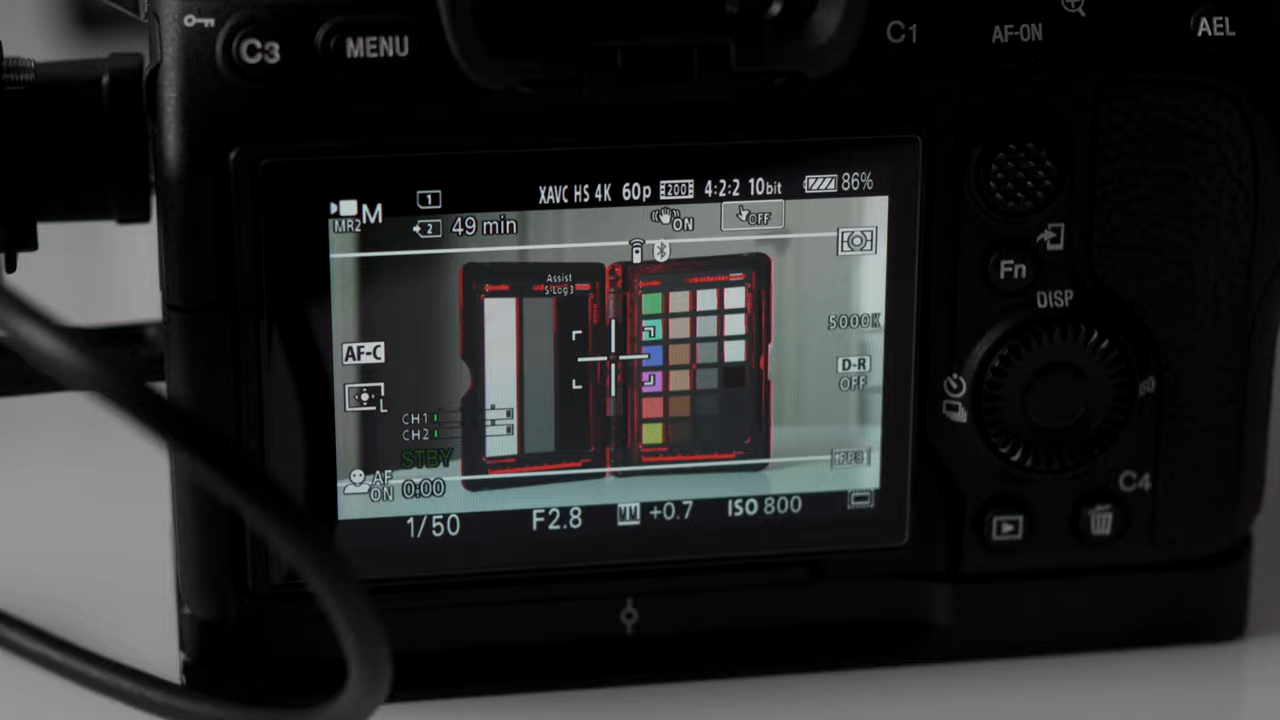 C3
MENU
C1
AF-ON
AEL
XAVC HS 4K 60p 200 4:2:2 10bit 86%
M
MR2
1
2 49 min
ON
OFF
Assist
S-Log3
5000K
AF-C
L
D-R
OFF
CH1
CH2
STBY
AF
ON
0:00
1/50
F2.8
MM +0.7
ISO 800
Fn
DISP
C4